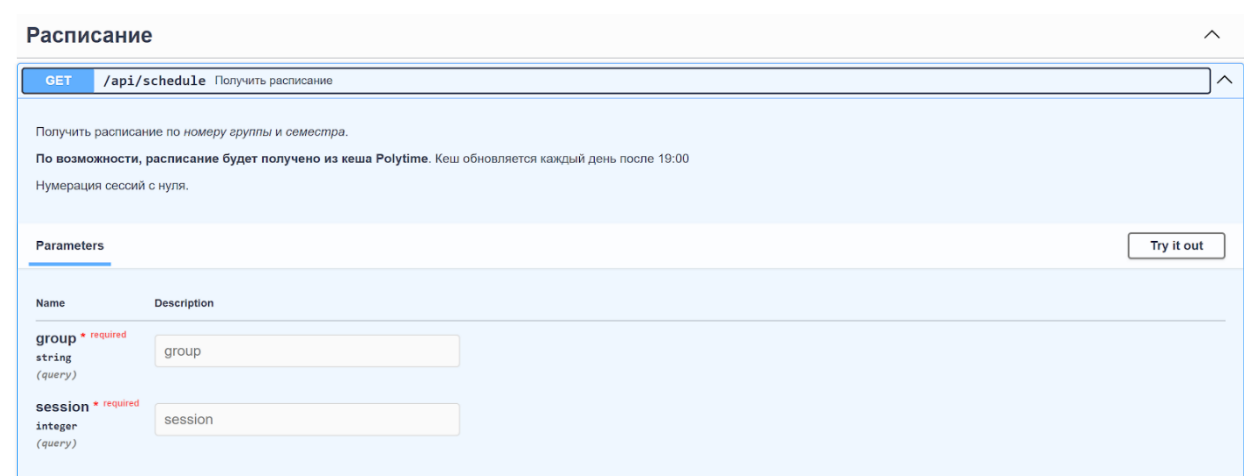 Расписание
GET /api/schedule Получить расписание
Получить расписание по номеру группы и семестра.
По возможности, расписание будет получено из кеша Polytime. Кеш обновляется каждый день после 19:00
Нумерация сессий с нуля.
Parameters
Try it out
Name Description
group * required
string
(query)
group
session * required
integer
(query)
session